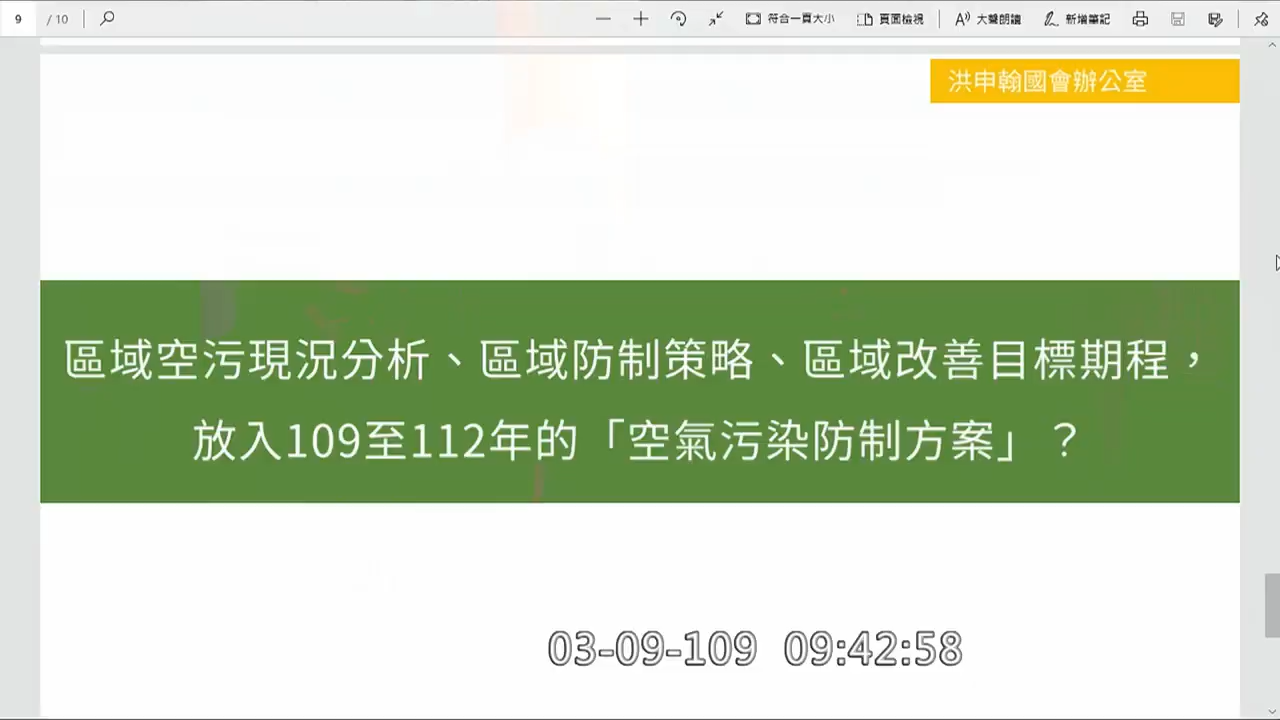 9 / 10 符合一頁大小 頁面檢視 大聲朗讀 新增筆記
洪申翰國會辦公室
區域空污現況分析、區域防制策略、區域改善目標期程，
放入109至112年的「空氣污染防制方案」？
03-09-109 09:42:58